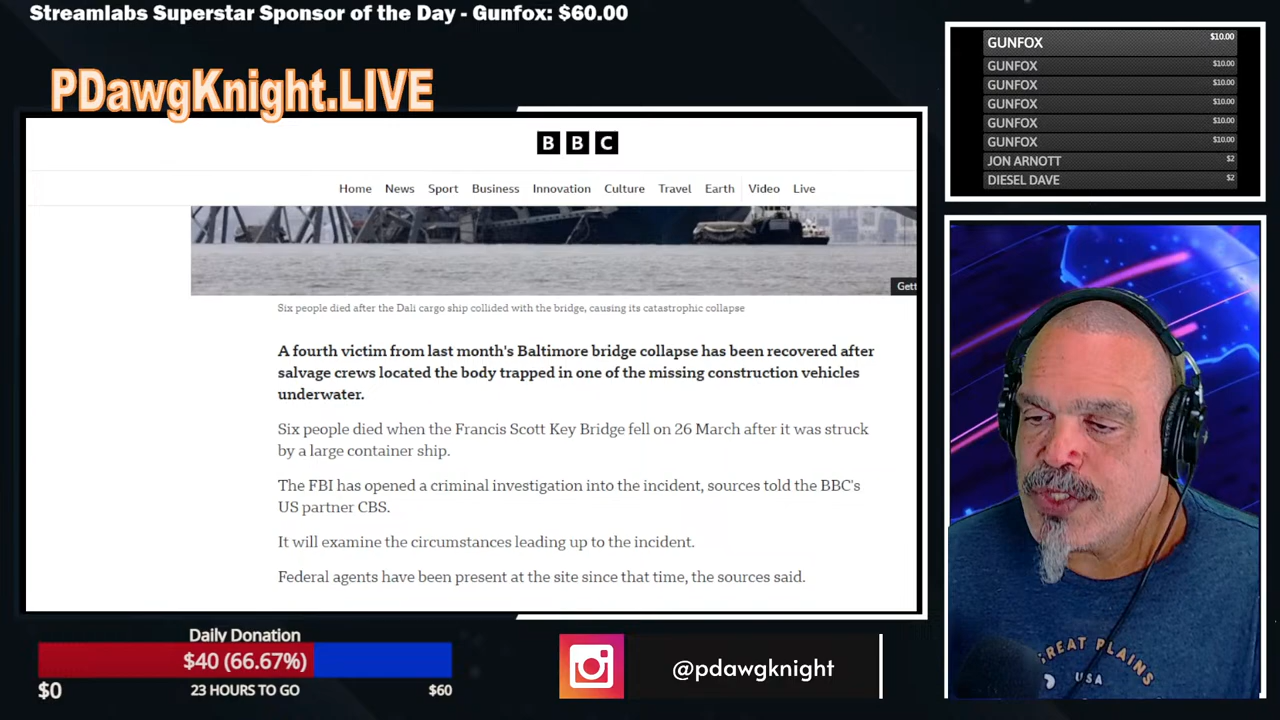 Streamlabs Superstar Sponsor of the Day - Gunfox: $60.00
PDawgKnight.LIVE
BBC
Home News Sport Business Innovation Culture Travel Earth Video Live
Gett
Six people died after the Dali cargo ship collided with the bridge, causing its catastrophic collapse
A fourth victim from last month's Baltimore bridge collapse has been recovered after
salvage crews located the body trapped in one of the missing construction vehicles
underwater.
Six people died when the Francis Scott Key Bridge fell on 26 March after it was struck
by a large container ship.
The FBI has opened a criminal investigation into the incident, sources told the BBC's
US partner CBS.
It will examine the circumstances leading up to the incident.
Federal agents have been present at the site since that time, the sources said.
GUNFOX $10.00
GUNFOX $10.00
GUNFOX $10.00
GUNFOX $10.00
GUNFOX $10.00
GUNFOX $10.00
JON ARNOTT $2
DIESEL DAVE $2
GREAT PLAINS
USA
Daily Donation
$40 (66.67%)
$0 23 HOURS TO GO $60
@pdawgknight